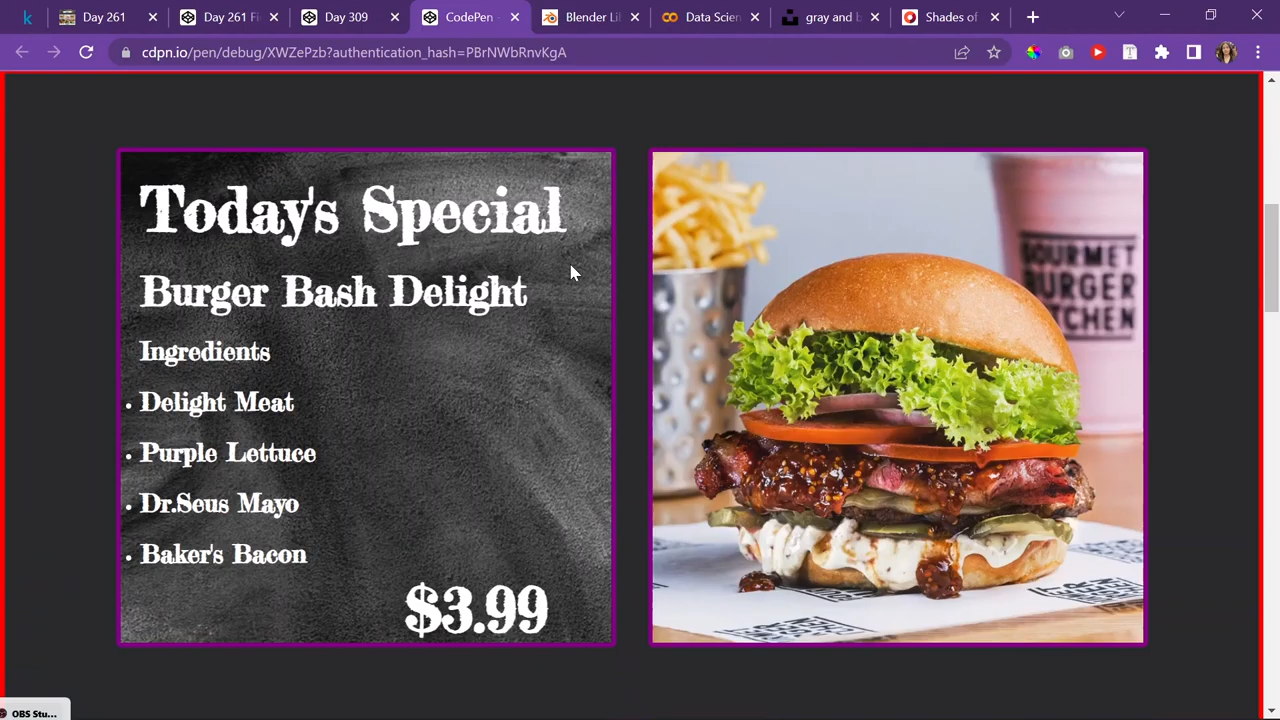 Day 261
Day 261 Fi
Day 309
CodePen -
Blender Li
Data Scien
gray and b
Shades of
cdpn.io/pen/debug/XWZePzb?authentication_hash=PBrNWbRnvKgA
Today's Special
Burger Bash Delight
Ingredients
• Delight Meat
• Purple Lettuce
• Dr.Seus Mayo
• Baker's Bacon
$3.99
GOURMET
BURGER
KITCHEN
OBS Stu...